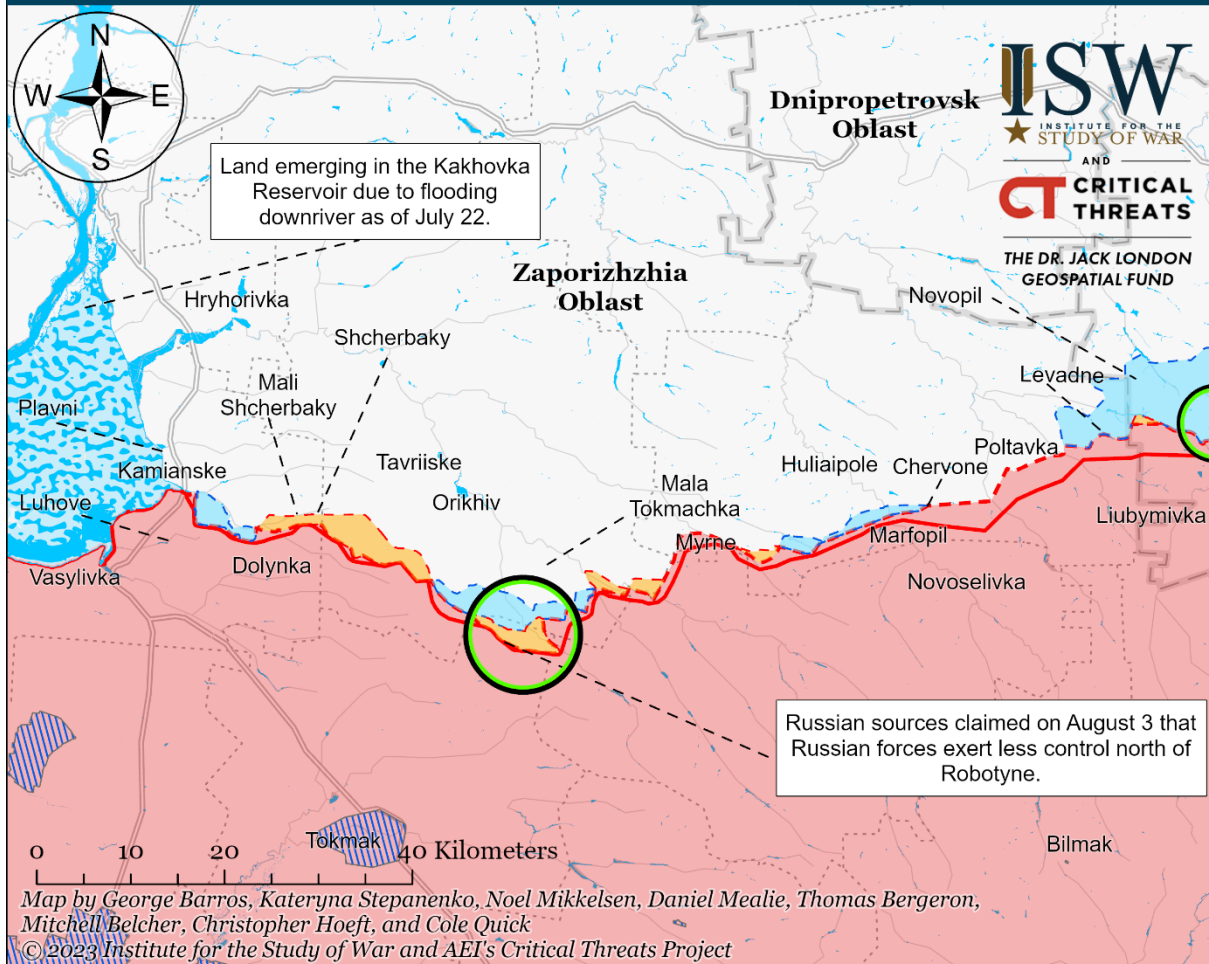 N
W
E
S
ISW
INSTITUTE FOR THE
STUDY OF WAR
AND
CT CRITICAL
THREATS
THE DR. JACK LONDON
GEOSPATIAL FUND
Dnipropetrovsk
Oblast
Land emerging in the Kakhovka
Reservoir due to flooding
downriver as of July 22.
Zaporizhzhia
Oblast
Hryhorivka
Novopil
Shcherbaky
Levadne
Mali
Shcherbaky
Plavni
Poltavka
Kamianske
Tavriiske
Huliaipole
Chervone
Mala
Tokmachka
Orikhiv
Luhove
Liubymivka
Marfopil
Myrne
Dolynka
Vasylivka
Novoselivka
Russian sources claimed on August 3 that
Russian forces exert less control north of
Robotyne.
Tokmak
Bilmak
0 10 20 40 Kilometers
Map by George Barros, Kateryna Stepanenko, Noel Mikkelsen, Daniel Mealie, Thomas Bergeron,
Mitchell Belcher, Christopher Hoeft, and Cole Quick
© 2023 Institute for the Study of War and AEI's Critical Threats Project